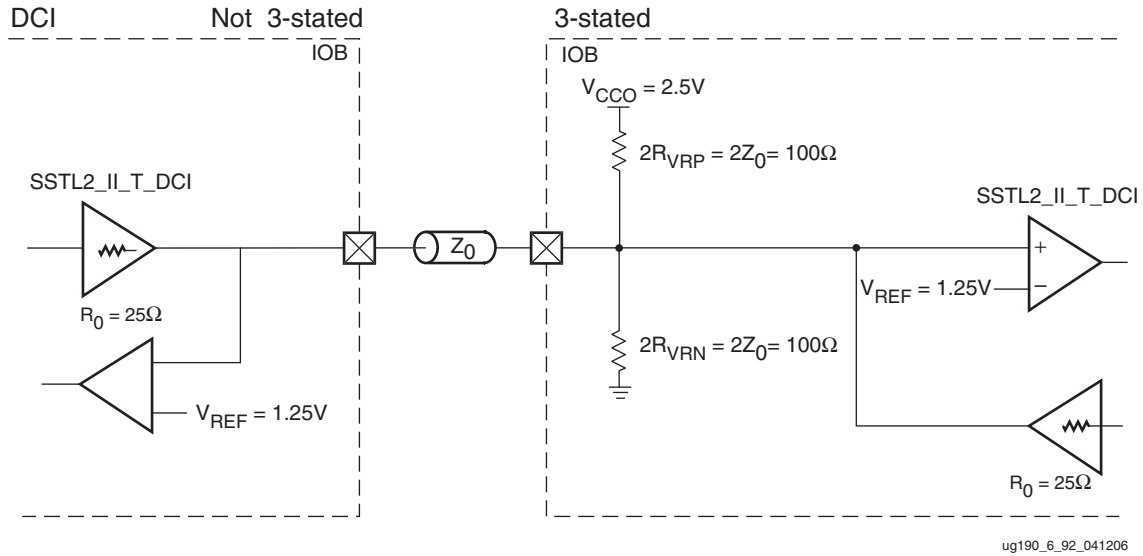 DCI Not 3-stated 3-stated
IOB IOB
VCCO = 2.5V
2RVRP = 2Z0= 100Ω
SSTL2_II_T_DCI SSTL2_II_T_DCI
Z0
+
VREF = 1.25V –
R0 = 25Ω
2RVRN = 2Z0= 100Ω
VREF = 1.25V
R0 = 25Ω
ug190_6_92_041206